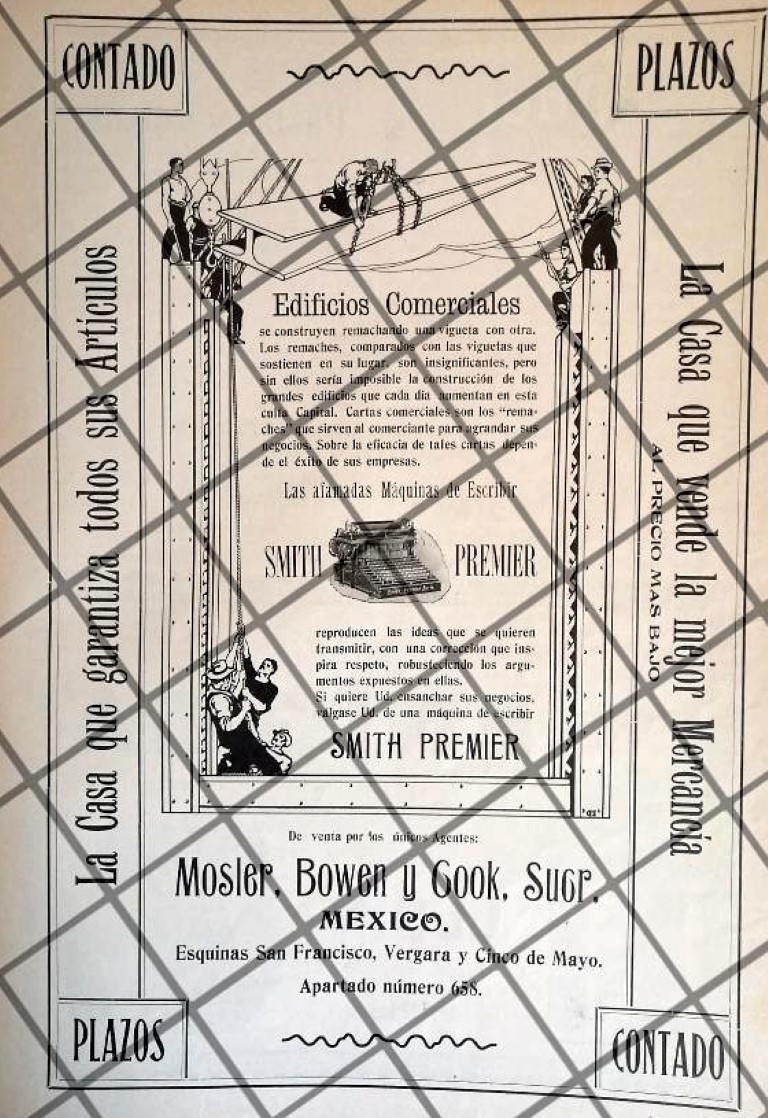 CONTADO
PLAZOS
La Casa que garantiza todos sus Artículos
Edificios Comerciales
se construyen remachando una vigueta con otra.
Los remaches, comparados con las viguetas que
sostienen en su lugar, son insignificantes, pero
sin ellos sería imposible la construcción de los
grandes edificios que cada día aumentan en esta
culta Capital. Cartas comerciales son los "rema-
ches" que sirven al comerciante para agrandar sus
negocios. Sobre la eficacia de tales cartas depen-
de el éxito de sus empresas.
Las afamadas Máquinas de Escribir
SMITH PREMIER
reproducen las ideas que se quieren
transmitir, con una corrección que ins-
pira respeto, robusteciendo los argu-
mentos expuestos en ellas.
Si quiere Ud. ensanchar sus negocios,
válgase Ud. de una máquina de escribir
SMITH PREMIER
La Casa que vende la mejor Mercancía
AL PRECIO MAS BAJO
De venta por los únicos Agentes:
Mosler, Bowen y Cook, Sucr.
MEXICO.
Esquinas San Francisco, Vergara y Cinco de Mayo.
Apartado número 658.
PLAZOS
CONTADO